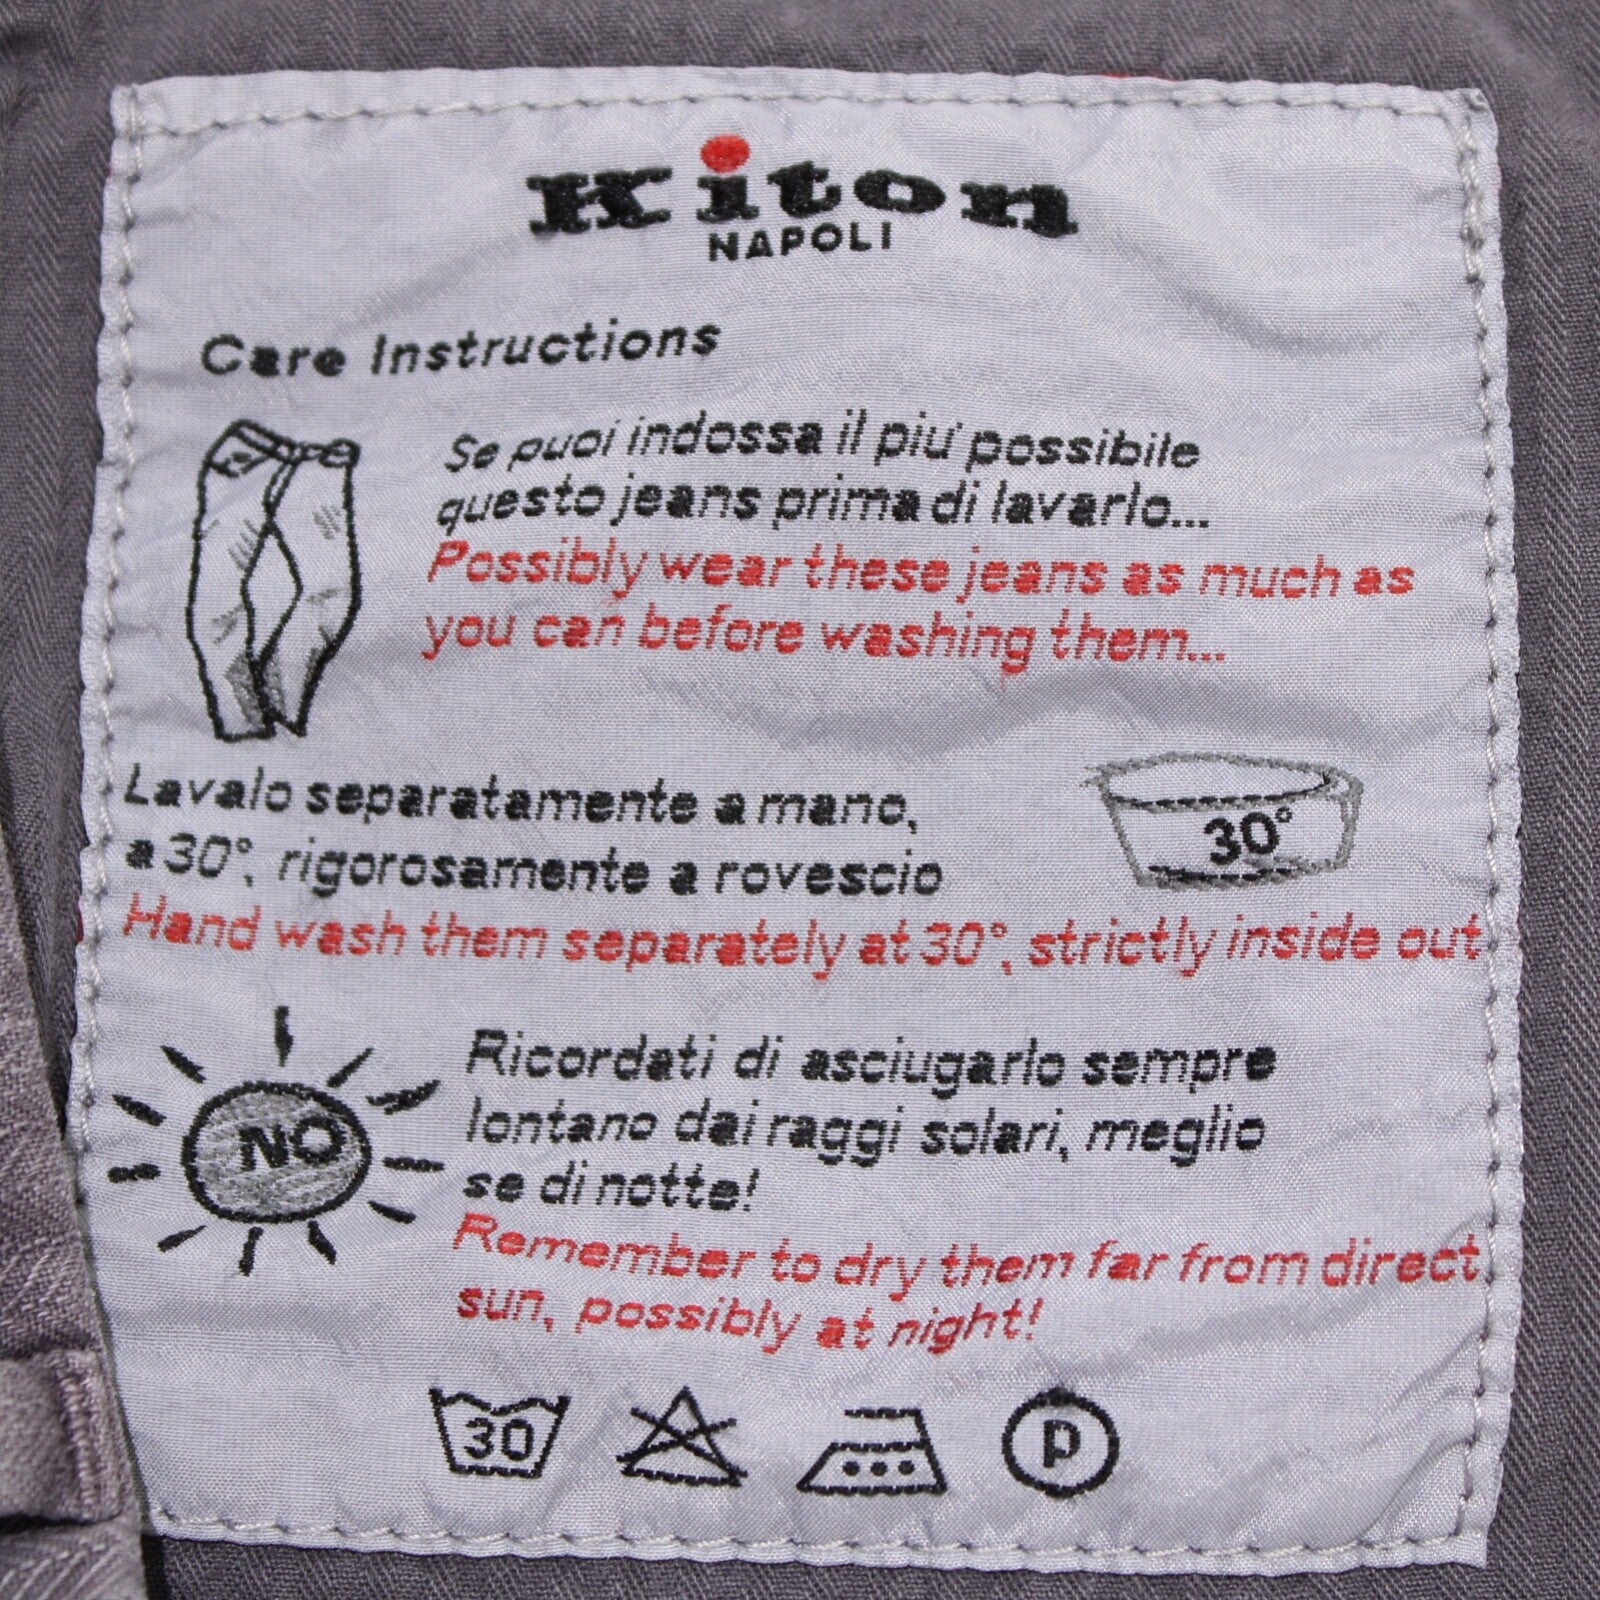 Kiton
NAPOLI
Care Instructions
Se puoi indossa il piu' possibile
questo jeans prima di lavarlo...
Possibly wear these jeans as much as
you can before washing them...
Lavalo separatamente a mano,
a 30°, rigorosamente a rovescio
30°
Hand wash them separately at 30°, strictly inside out
NO
Ricordati di asciugarlo sempre
lontano dai raggi solari, meglio
se di notte!
Remember to dry them far from direct
sun, possibly at night!
30
P